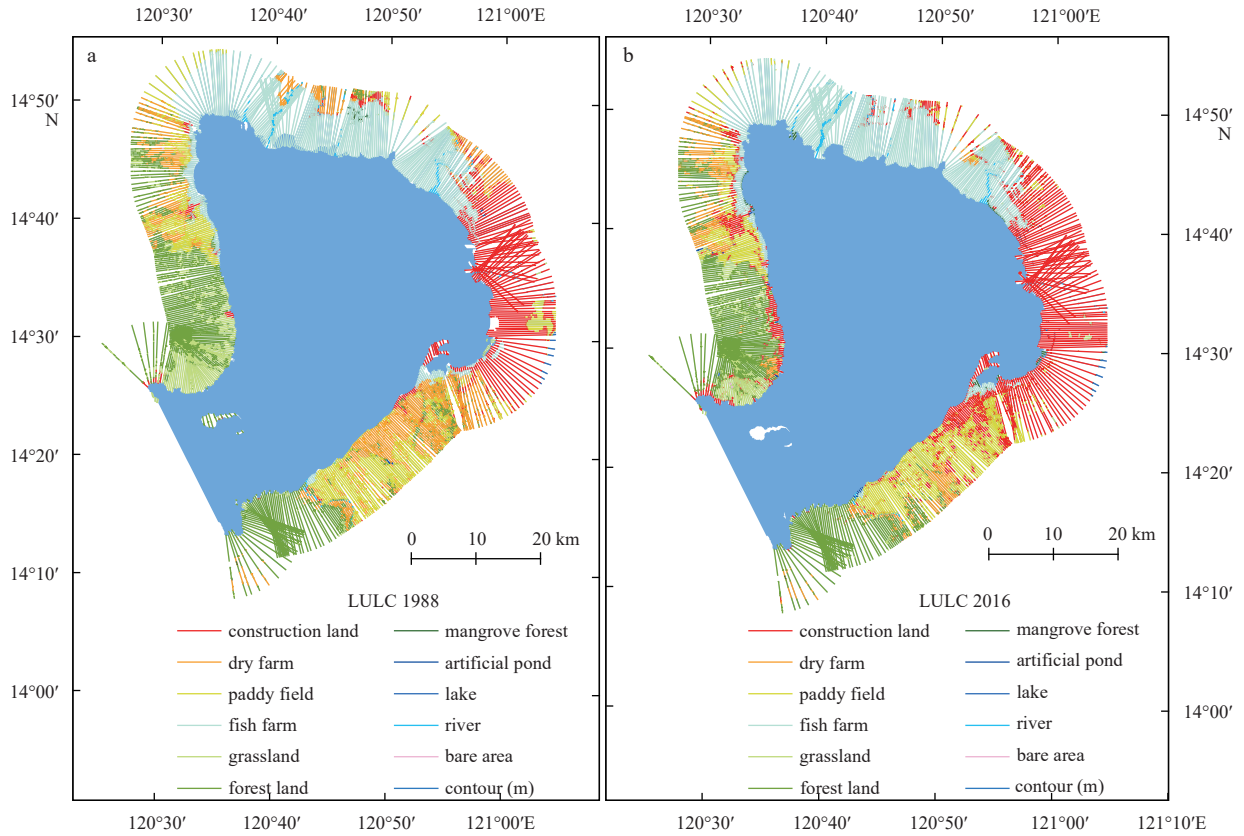 120°30′ 120°40′ 120°50′ 121°00′E 120°30′ 120°40′ 120°50′ 121°00′E
a
b
14°50′
N
14°40′
14°30′
14°20′
14°10′
14°00′
14°50′
N
14°40′
14°30′
14°20′
14°10′
14°00′
0 10 20 km
0 10 20 km
LULC 1988
construction land
dry farm
paddy field
fish farm
grassland
forest land
mangrove forest
artificial pond
lake
river
bare area
contour (m)
LULC 2016
construction land
dry farm
paddy field
fish farm
grassland
forest land
mangrove forest
artificial pond
lake
river
bare area
contour (m)
120°30′ 120°40′ 120°50′ 121°00′E 120°30′ 120°40′ 120°50′ 121°00′E 121°10′E